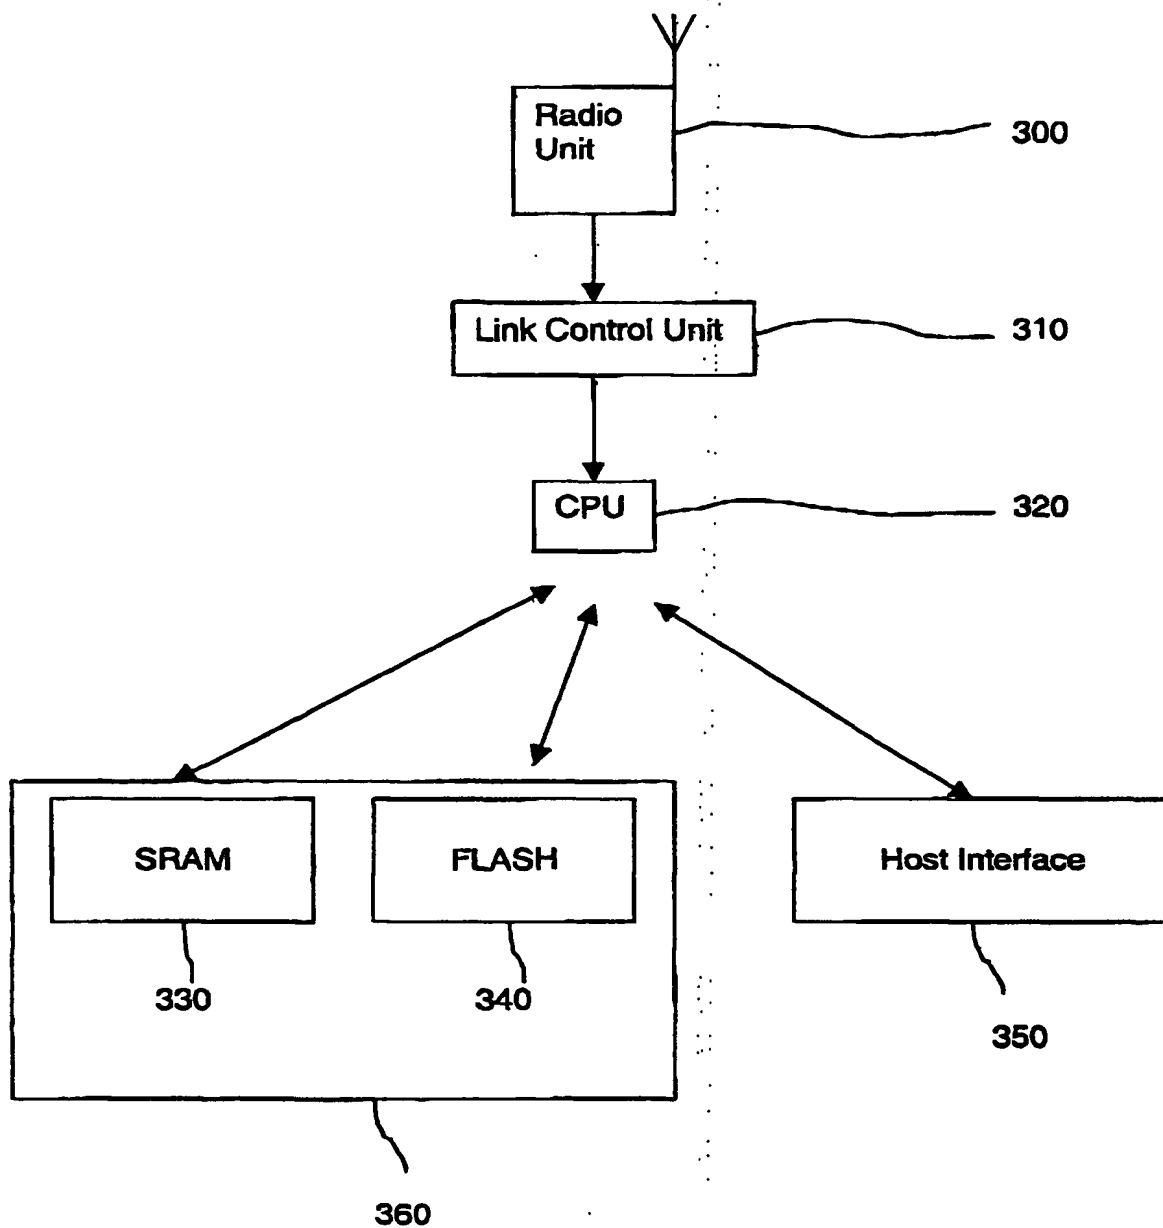 Radio
Unit
300
Link Control Unit
310
CPU
320
SRAM
FLASH
Host Interface
330
340
350
360